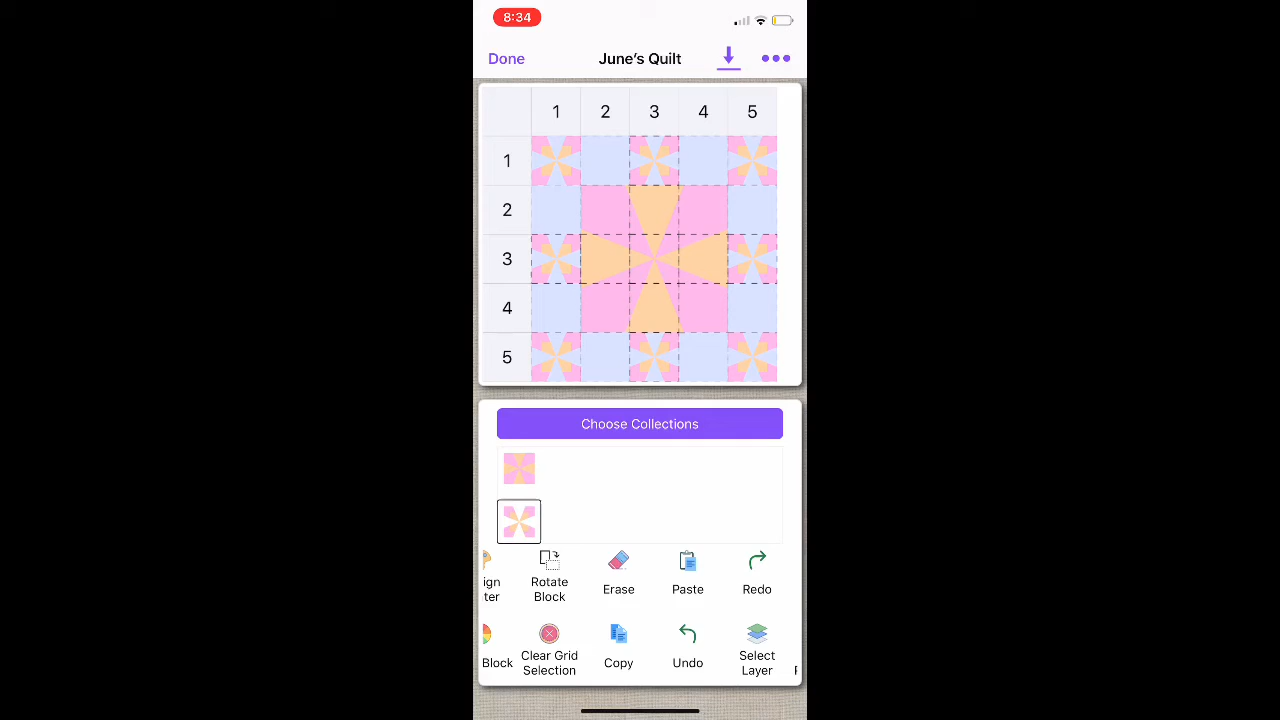 8:34
Done June's Quilt
1 2 3 4 5
1
2
3
4
5
Choose Collections
ign
ter
Rotate
Block
Erase
Paste
Redo
Block
Clear Grid
Selection
Copy
Undo
Select
Layer